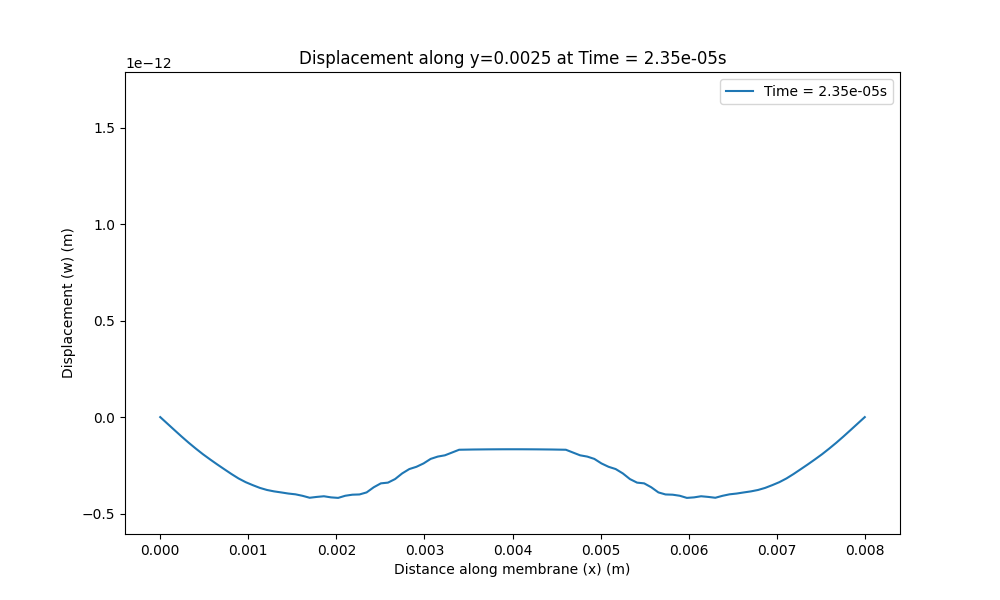 Displacement along y=0.0025 at Time = 2.35e-05s
1e−12
Time = 2.35e-05s
1.5
1.0
0.5
0.0
−0.5
Displacement (w) (m)
0.000 0.001 0.002 0.003 0.004 0.005 0.006 0.007 0.008
Distance along membrane (x) (m)